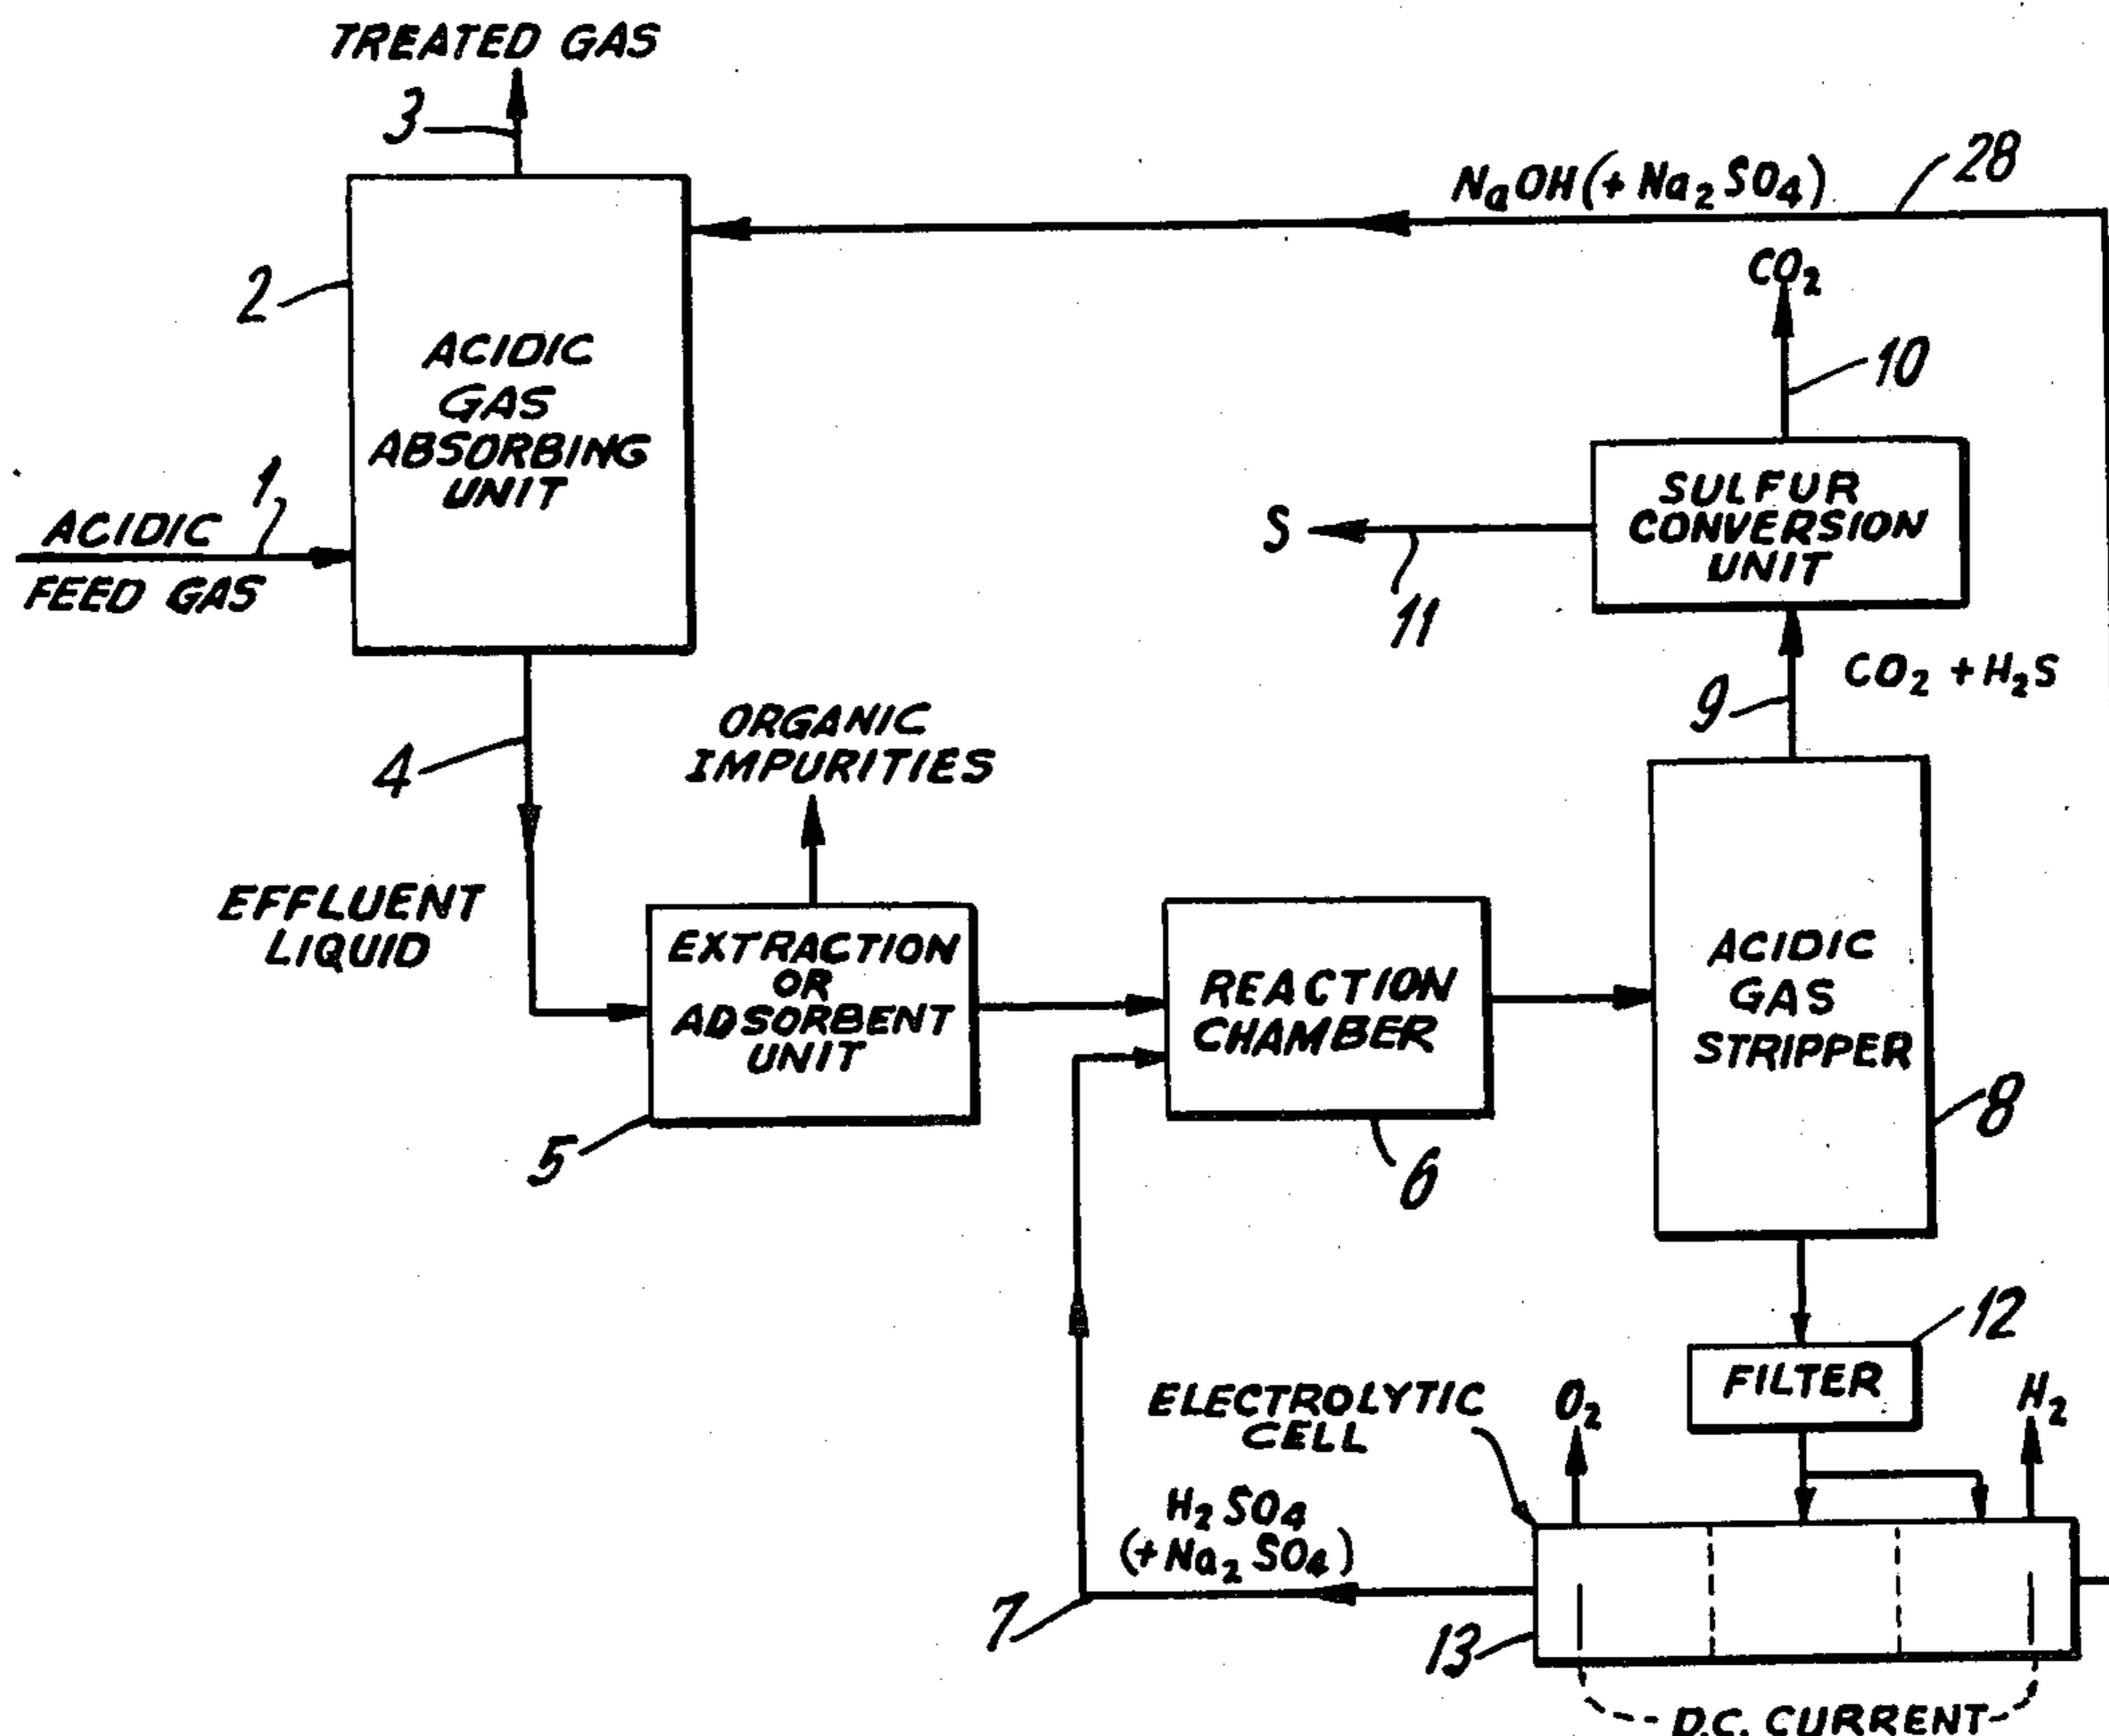 TREATED GAS
3
28
NaOH (+ Na₂SO₄)
2
CO₂
ACIDIC
GAS
ABSORBING
UNIT
10
1
ACIDIC
FEED GAS
SULFUR
CONVERSION
UNIT
S
11
9
CO₂ + H₂S
4
ORGANIC
IMPURITIES
EFFLUENT
LIQUID
EXTRACTION
OR
ADSORBENT
UNIT
5
REACTION
CHAMBER
6
ACIDIC
GAS
STRIPPER
8
12
FILTER
ELECTROLYTIC
CELL
O₂
H₂
H₂SO₄
(+ Na₂SO₄)
7
13
D.C. CURRENT